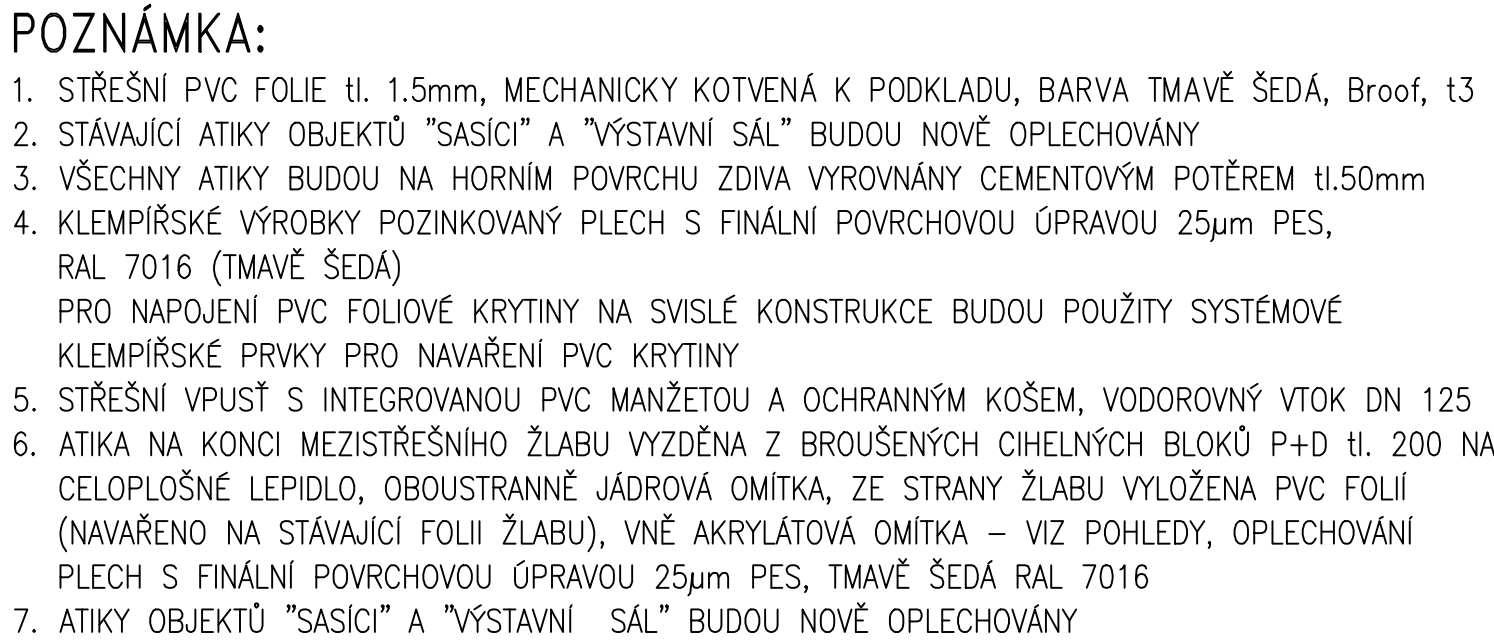 POZNÁMKA:
1. STŘEŠNÍ PVC FOLIE tl. 1.5mm, MECHANICKY KOTVENÁ K PODKLADU, BARVA TMAVĚ ŠEDÁ, Broof, t3
2. STÁVAJÍCÍ ATIKY OBJEKTŮ "SASÍCI" A "VÝSTAVNÍ SÁL" BUDOU NOVĚ OPLECHOVÁNY
3. VŠECHNY ATIKY BUDOU NA HORNÍM POVRCHU ZDIVA VYROVNÁNY CEMENTOVÝM POTĚREM tl.50mm
4. KLEMPÍŘSKÉ VÝROBKY POZINKOVANÝ PLECH S FINÁLNÍ POVRCHOVOU ÚPRAVOU 25µm PES,
RAL 7016 (TMAVĚ ŠEDÁ)
PRO NAPOJENÍ PVC FOLIOVÉ KRYTINY NA SVISLÉ KONSTRUKCE BUDOU POUŽITY SYSTÉMOVÉ
KLEMPÍŘSKÉ PRVKY PRO NAVAŘENÍ PVC KRYTINY
5. STŘEŠNÍ VPUSŤ S INTEGROVANOU PVC MANŽETOU A OCHRANNÝM KOŠEM, VODOROVNÝ VTOK DN 125
6. ATIKA NA KONCI MEZISTŘEŠNÍHO ŽLABU VYZDĚNA Z BROUŠENÝCH CIHELNÝCH BLOKŮ P+D tl. 200 NA
CELOPLOŠNÉ LEPIDLO, OBOUSTRANNĚ JÁDROVÁ OMÍTKA, ZE STRANY ŽLABU VYLOŽENA PVC FOLIÍ
(NAVAŘENO NA STÁVAJÍCÍ FOLII ŽLABU), VNĚ AKRYLÁTOVÁ OMÍTKA – VIZ POHLEDY, OPLECHOVÁNÍ
PLECH S FINÁLNÍ POVRCHOVOU ÚPRAVOU 25µm PES, TMAVĚ ŠEDÁ RAL 7016
7. ATIKY OBJEKTŮ "SASÍCI" A "VÝSTAVNÍ SÁL" BUDOU NOVĚ OPLECHOVÁNY